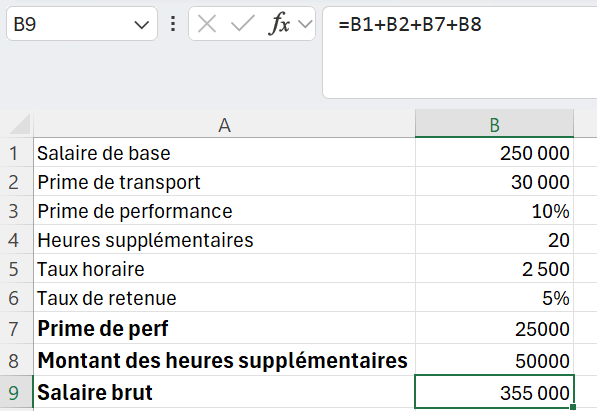 B9 fx =B1+B2+B7+B8
A B
1 Salaire de base 250 000
2 Prime de transport 30 000
3 Prime de performance 10%
4 Heures supplémentaires 20
5 Taux horaire 2 500
6 Taux de retenue 5%
7 Prime de perf 25000
8 Montant des heures supplémentaires 50000
9 Salaire brut 355 000